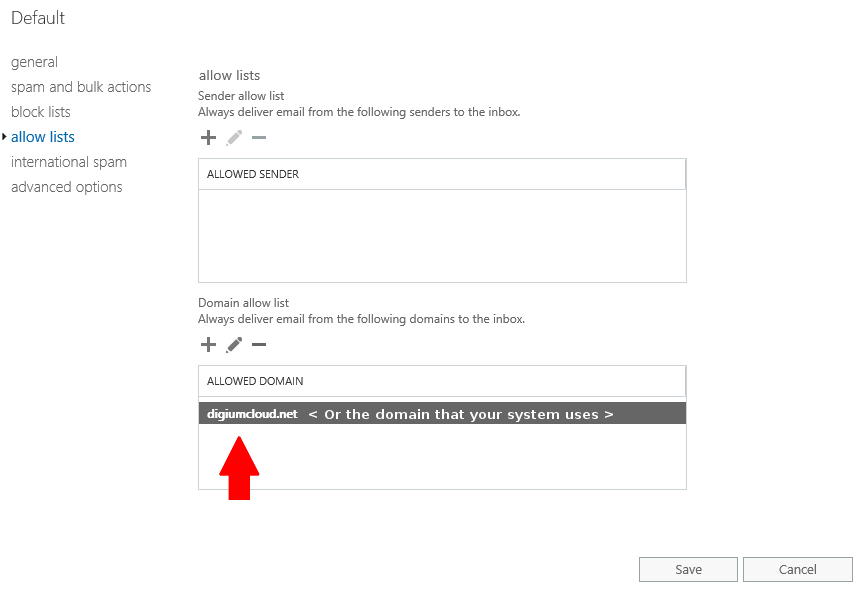 Default
general
spam and bulk actions
block lists
allow lists
international spam
advanced options
allow lists
Sender allow list
Always deliver email from the following senders to the inbox.
ALLOWED SENDER
Domain allow list
Always deliver email from the following domains to the inbox.
ALLOWED DOMAIN
digiumcloud.net < Or the domain that your system uses >
Save Cancel